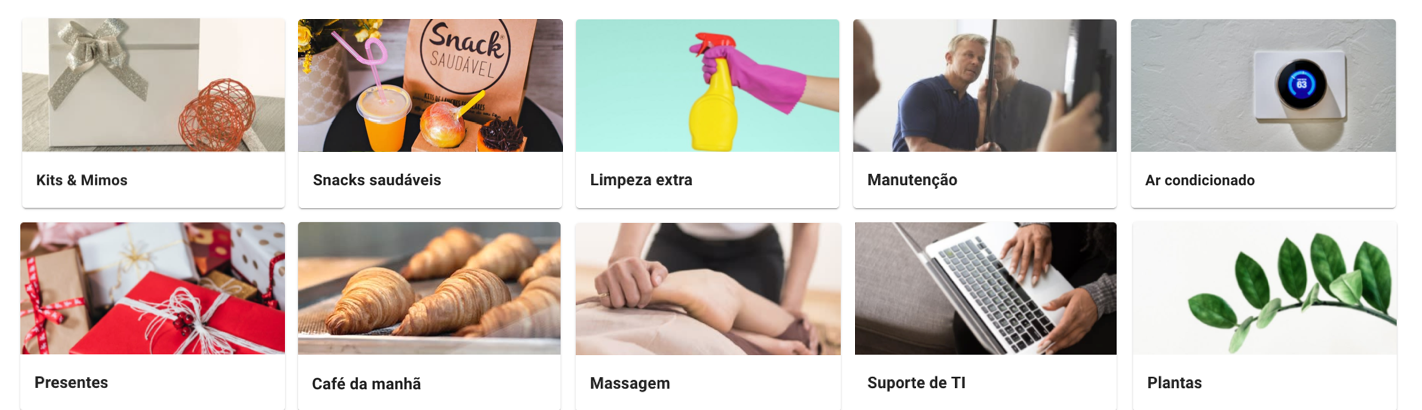 Snack
SAUDÁVEL
63
Kits & Mimos
Snacks saudáveis
Limpeza extra
Manutenção
Ar condicionado
Presentes
Café da manhã
Massagem
Suporte de TI
Plantas